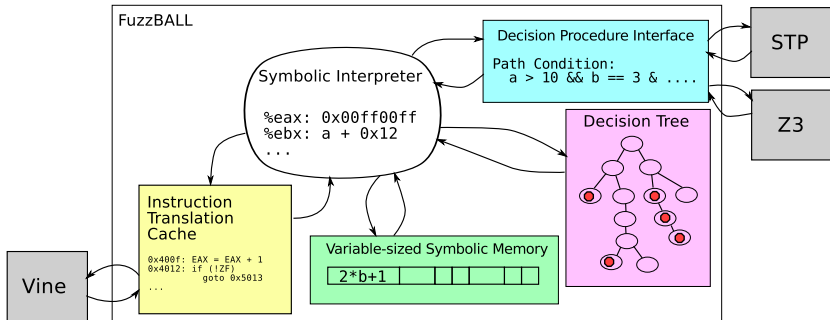 FuzzBALL
Decision Procedure Interface
Path Condition:
a > 10 && b == 3 & ....
STP
Z3
Symbolic Interpreter
%eax: 0x00ff00ff
%ebx: a + 0x12
...
Decision Tree
Instruction
Translation
Cache
0x400f: EAX = EAX + 1
0x4012: if (!ZF)
goto 0x5013
...
Variable-sized Symbolic Memory
2*b+1
Vine